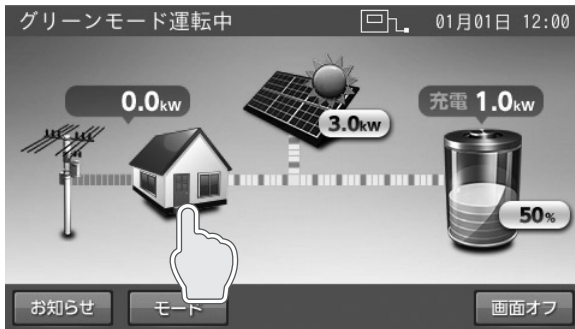 グリーンモード運転中 01月01日 12:00
0.0kw
3.0kw
充電 1.0kw
50%
お知らせ モード 画面オフ